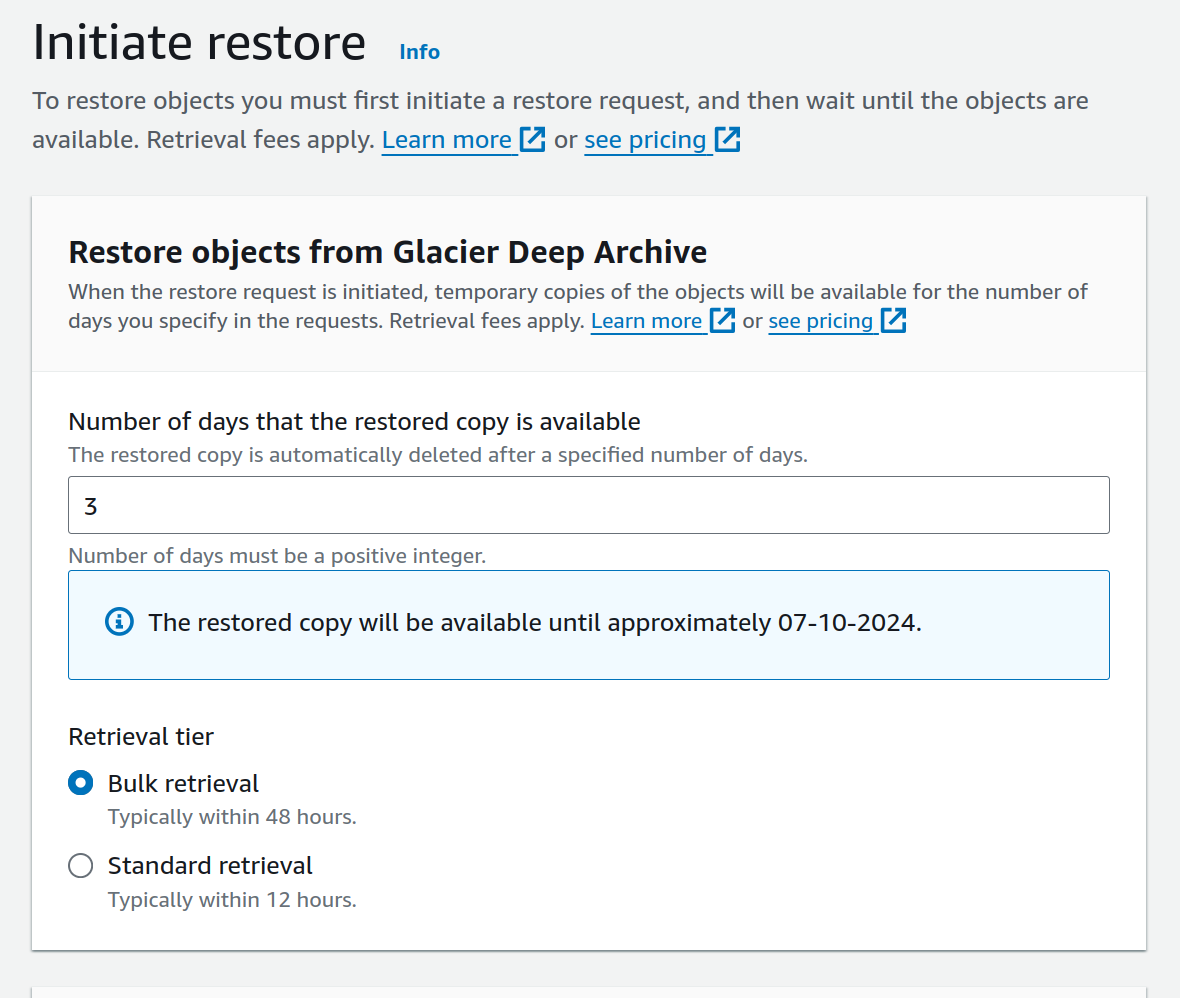 Initiate restore Info
To restore objects you must first initiate a restore request, and then wait until the objects are
available. Retrieval fees apply. Learn more or see pricing
Restore objects from Glacier Deep Archive
When the restore request is initiated, temporary copies of the objects will be available for the number of
days you specify in the requests. Retrieval fees apply. Learn more or see pricing
Number of days that the restored copy is available
The restored copy is automatically deleted after a specified number of days.
3
Number of days must be a positive integer.
The restored copy will be available until approximately 07-10-2024.
Retrieval tier
Bulk retrieval
Typically within 48 hours.
Standard retrieval
Typically within 12 hours.